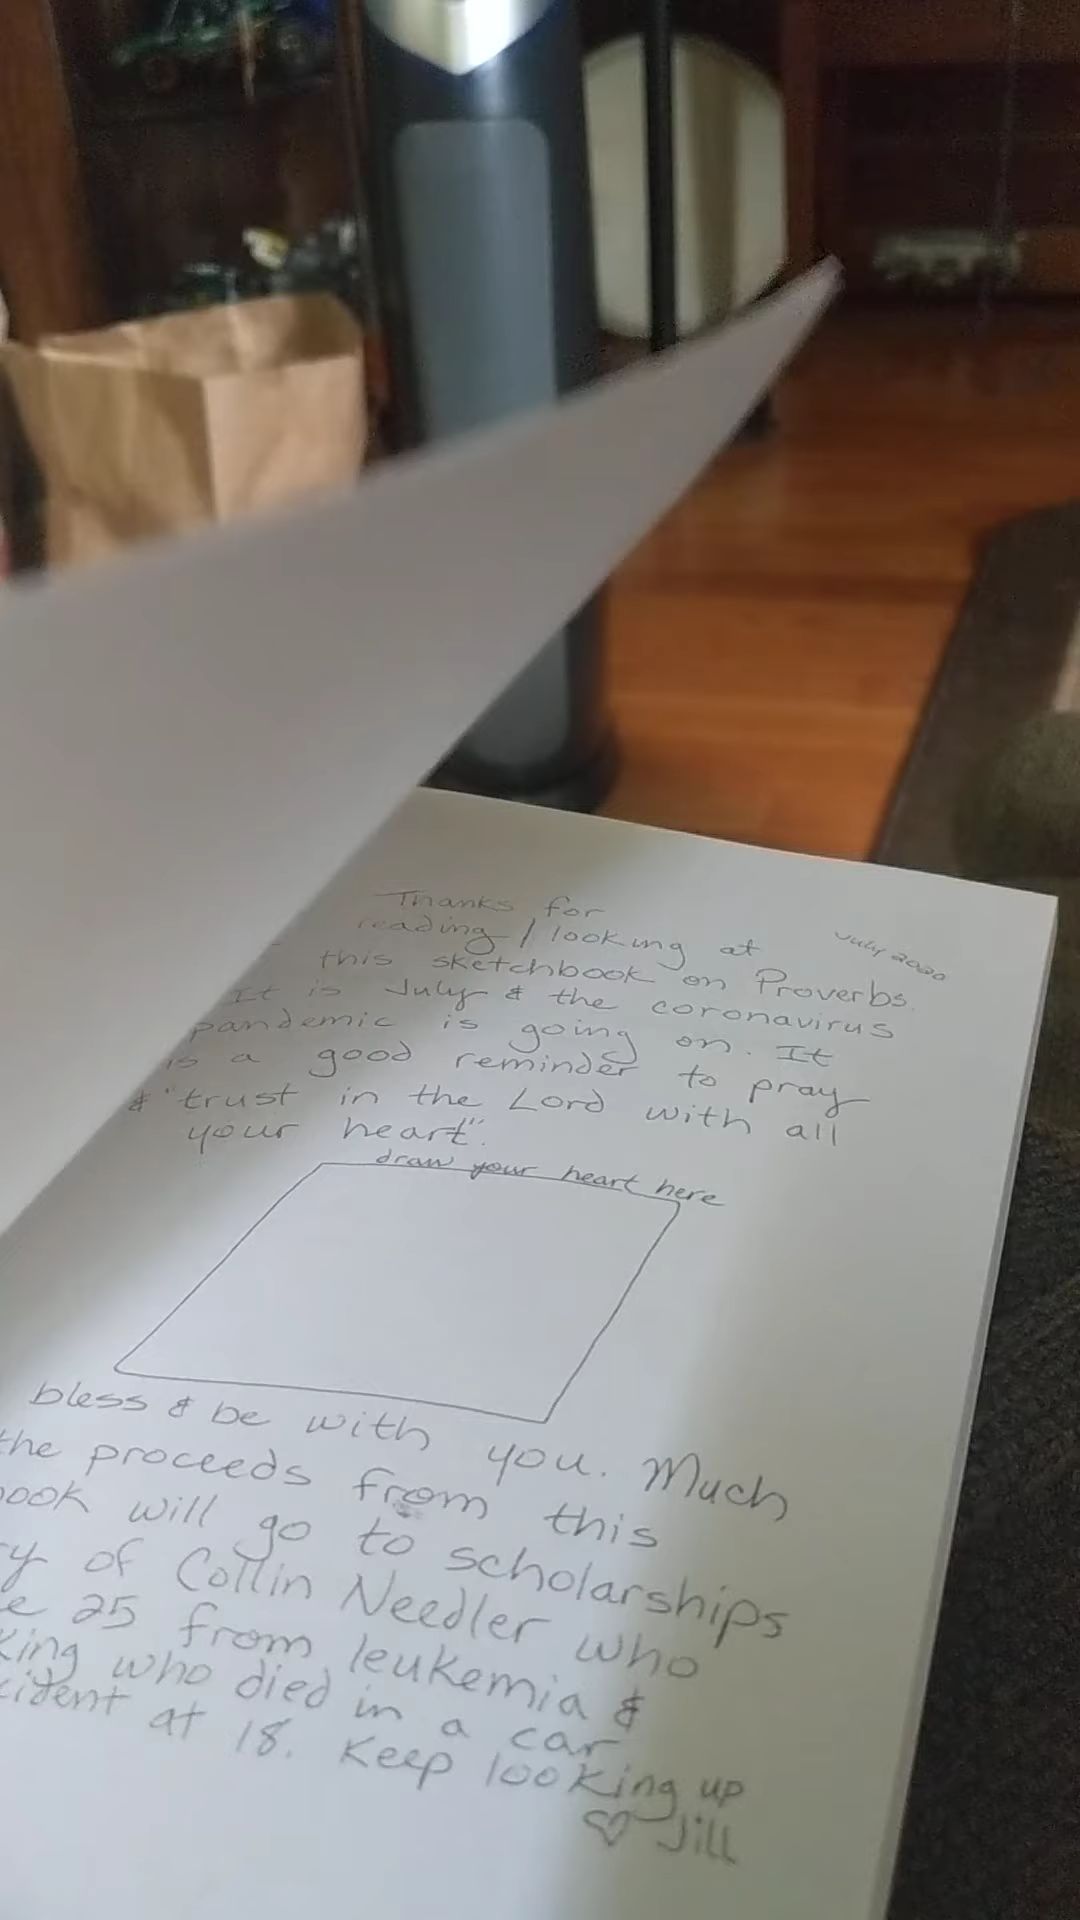 Thanks for
reading / looking at
July 2020
this sketchbook on Proverbs.
It is July & the coronavirus
pandemic is going on. It
is a good reminder to pray
& "trust in the Lord with all
your heart".
draw your heart here
bless & be with you. Much
the proceeds from this
book will go to scholarships
of Collin Needler who
25 from leukemia &
who died in a car
at 18. Keep looking up
♡ Jill